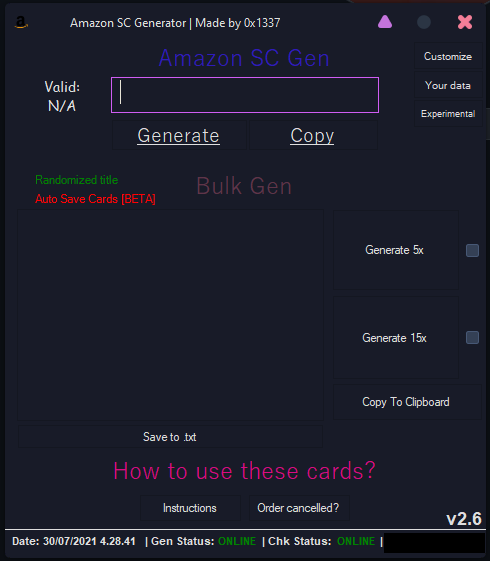 Amazon SC Generator | Made by 0x1337
Amazon SC Gen
Customize
Valid:
N/A
Your data
Experimental
Generate
Copy
Randomized title
Auto Save Cards [BETA]
Bulk Gen
Generate 5x
Generate 15x
Copy To Clipboard
Save to .txt
How to use these cards?
Instructions
Order cancelled?
v2.6
Date: 30/07/2021 4.28.41 | Gen Status: ONLINE | Chk Status: ONLINE |